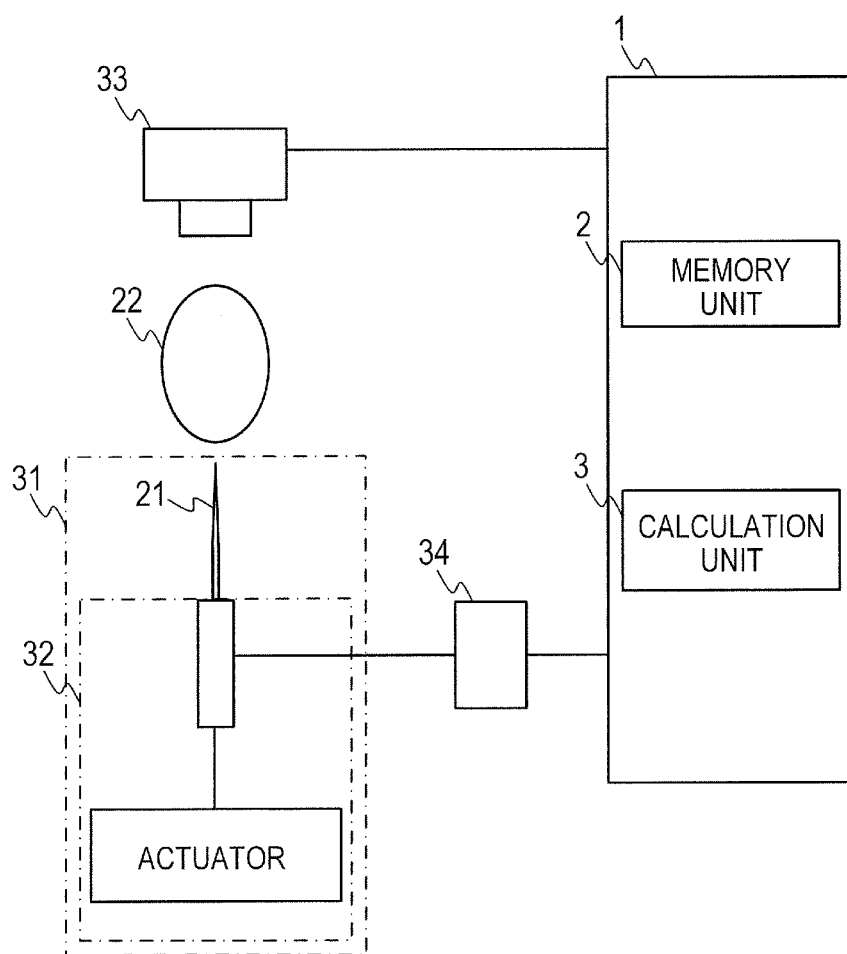 1
33
2
MEMORY
UNIT
22
31
21
3
CALCULATION
UNIT
34
32
ACTUATOR